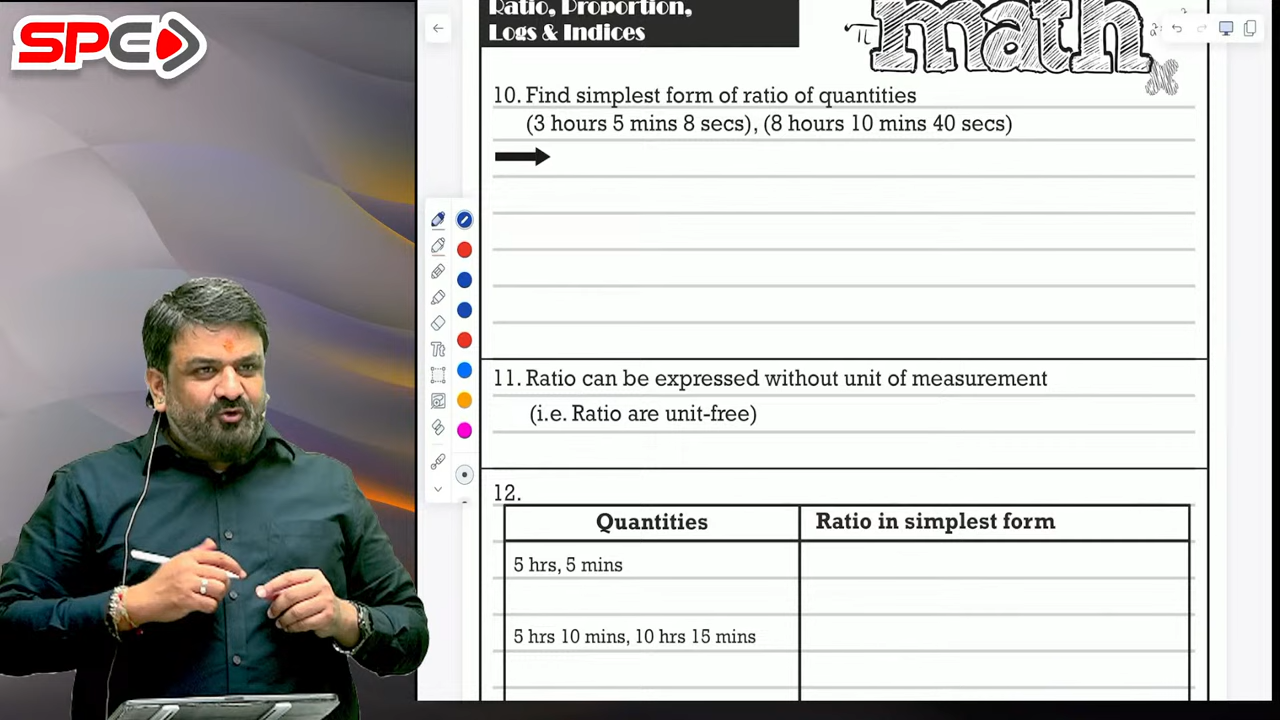 SPED
Ratio, Proportion,
Logs & Indices
π math
10. Find simplest form of ratio of quantities
(3 hours 5 mins 8 secs), (8 hours 10 mins 40 secs)
11. Ratio can be expressed without unit of measurement
(i.e. Ratio are unit-free)
12.
Quantities Ratio in simplest form
5 hrs, 5 mins
5 hrs 10 mins, 10 hrs 15 mins
Tt